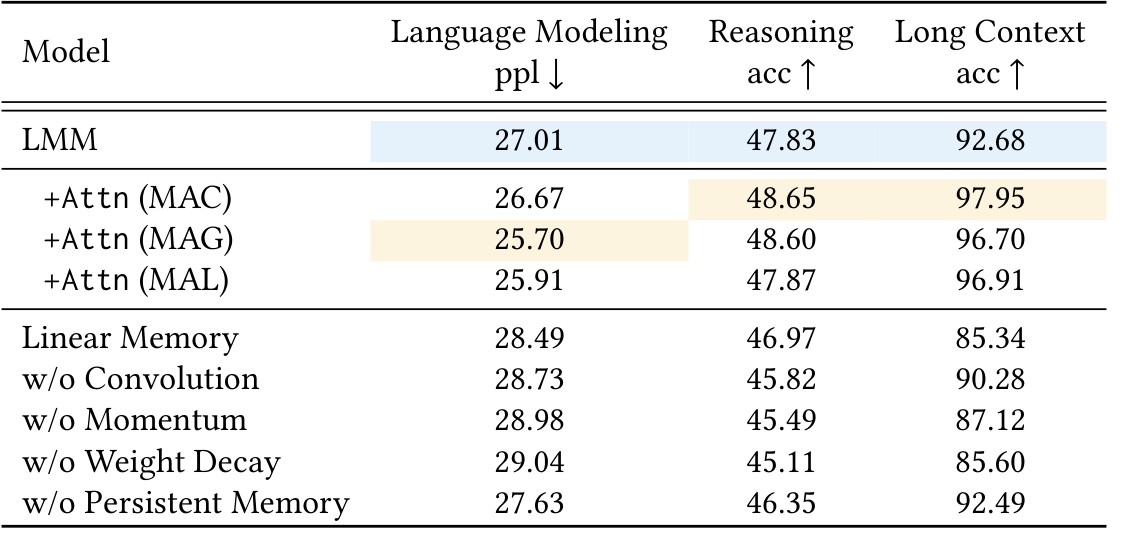 Model Language Modeling Reasoning Long Context
ppl ↓ acc ↑ acc ↑
LMM 27.01 47.83 92.68
+Attn (MAC) 26.67 48.65 97.95
+Attn (MAG) 25.70 48.60 96.70
+Attn (MAL) 25.91 47.87 96.91
Linear Memory 28.49 46.97 85.34
w/o Convolution 28.73 45.82 90.28
w/o Momentum 28.98 45.49 87.12
w/o Weight Decay 29.04 45.11 85.60
w/o Persistent Memory 27.63 46.35 92.49